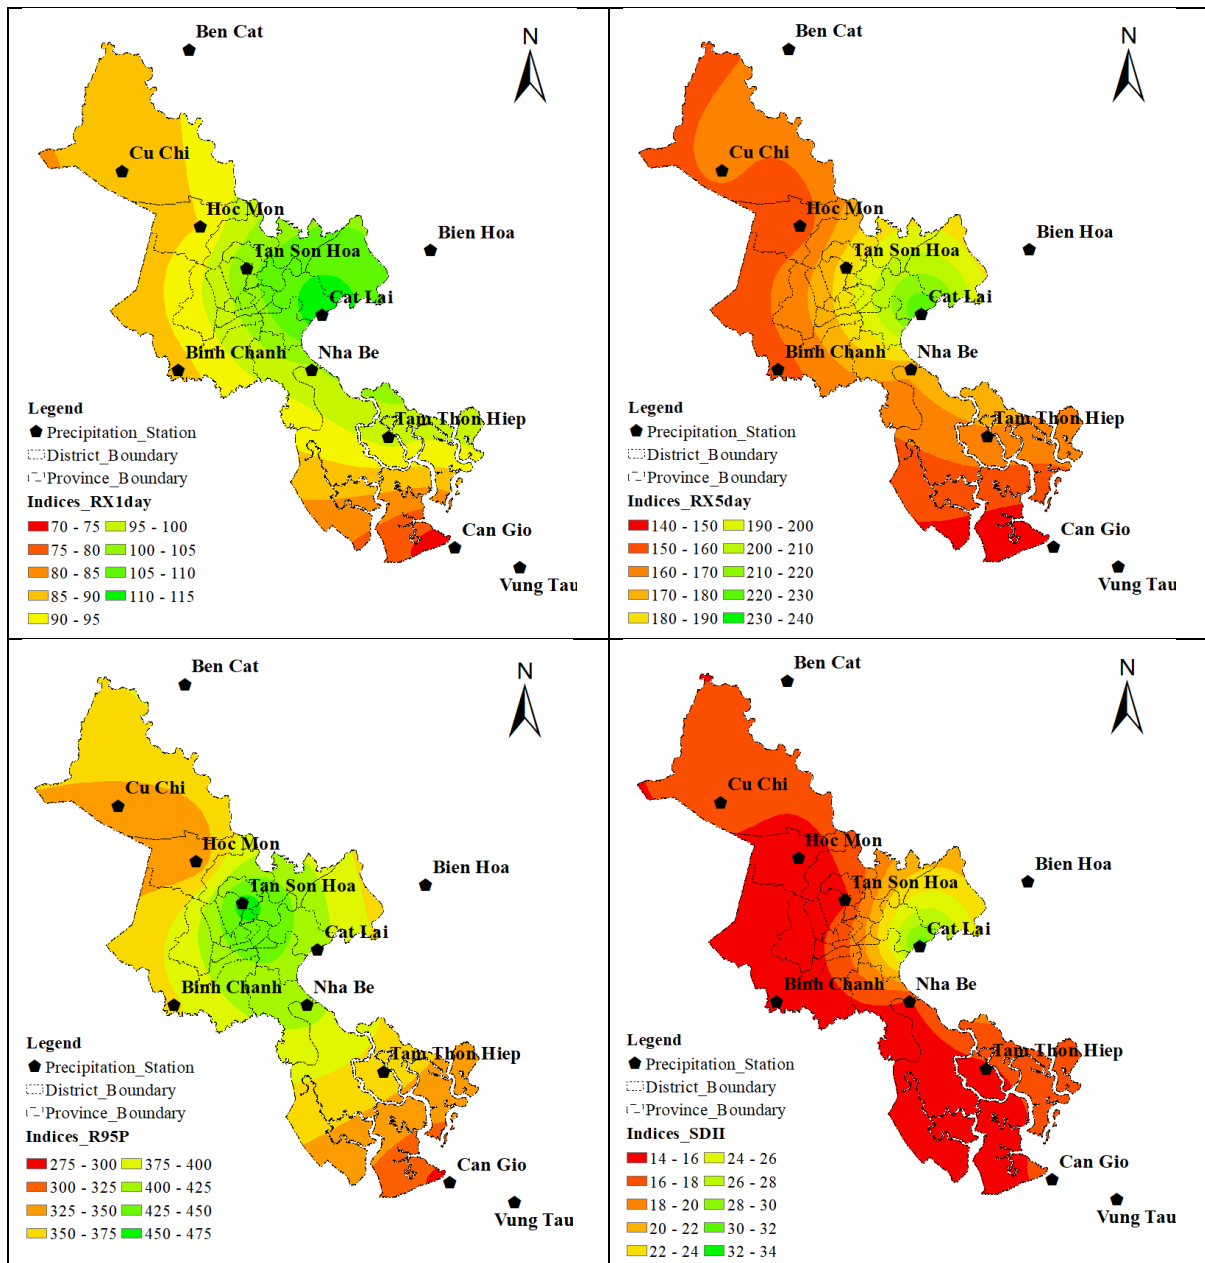 Ben Cat
N
Cu Chi
Hoc Mon
Bien Hoa
Tan Son Hoa
Cat Lai
Binh Chanh
Nha Be
Legend
Precipitation_Station
District_Boundary
Province_Boundary
Tam Thon Hiep
Indices_RX1day
70 - 75 95 - 100
75 - 80 100 - 105
80 - 85 105 - 110
85 - 90 110 - 115
90 - 95
Can Gio
Vung Tau
Ben Cat
N
Cu Chi
Hoc Mon
Bien Hoa
Tan Son Hoa
Cat Lai
Binh Chanh
Nha Be
Legend
Precipitation_Station
District_Boundary
Province_Boundary
Tam Thon Hiep
Indices_RX5day
140 - 150 190 - 200
150 - 160 200 - 210
160 - 170 210 - 220
170 - 180 220 - 230
180 - 190 230 - 240
Can Gio
Vung Tau
Ben Cat
N
Cu Chi
Hoc Mon
Bien Hoa
Tan Son Hoa
Cat Lai
Binh Chanh
Nha Be
Legend
Precipitation_Station
District_Boundary
Province_Boundary
Tam Thon Hiep
Indices_R95P
275 - 300 375 - 400
300 - 325 400 - 425
325 - 350 425 - 450
350 - 375 450 - 475
Can Gio
Vung Tau
Ben Cat
N
Cu Chi
Hoc Mon
Bien Hoa
Tan Son Hoa
Cat Lai
Binh Chanh
Nha Be
Legend
Precipitation_Station
District_Boundary
Province_Boundary
Tam Thon Hiep
Indices_SDII
14 - 16 24 - 26
16 - 18 26 - 28
18 - 20 28 - 30
20 - 22 30 - 32
22 - 24 32 - 34
Can Gio
Vung Tau